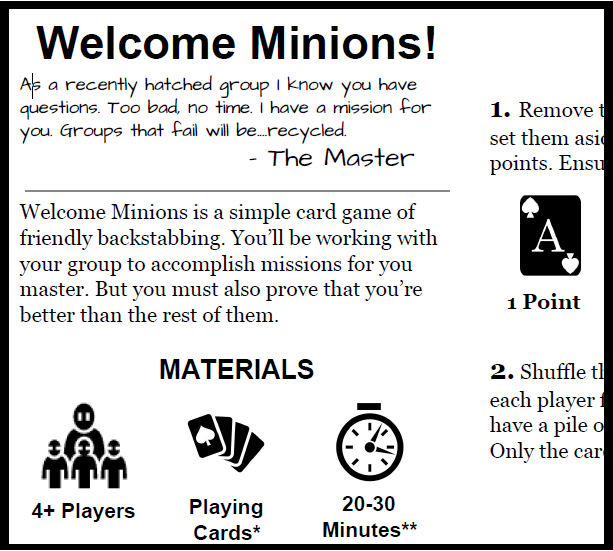 Welcome Minions!
As a recently hatched group I know you have
questions. Too bad, no time. I have a mission for
you. Groups that fail will be....recycled.
- The Master
Welcome Minions is a simple card game of
friendly backstabbing. You'll be working with
your group to accomplish missions for you
master. But you must also prove that you're
better than the rest of them.
MATERIALS
4+ Players
Playing
Cards*
20-30
Minutes**
1. Remove t
set them asid
points. Ensu
A
1 Point
2. Shuffle th
each player f
have a pile o
Only the car